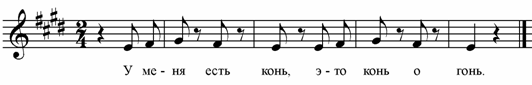 У ме - ня есть конь, э - то конь о гонь.